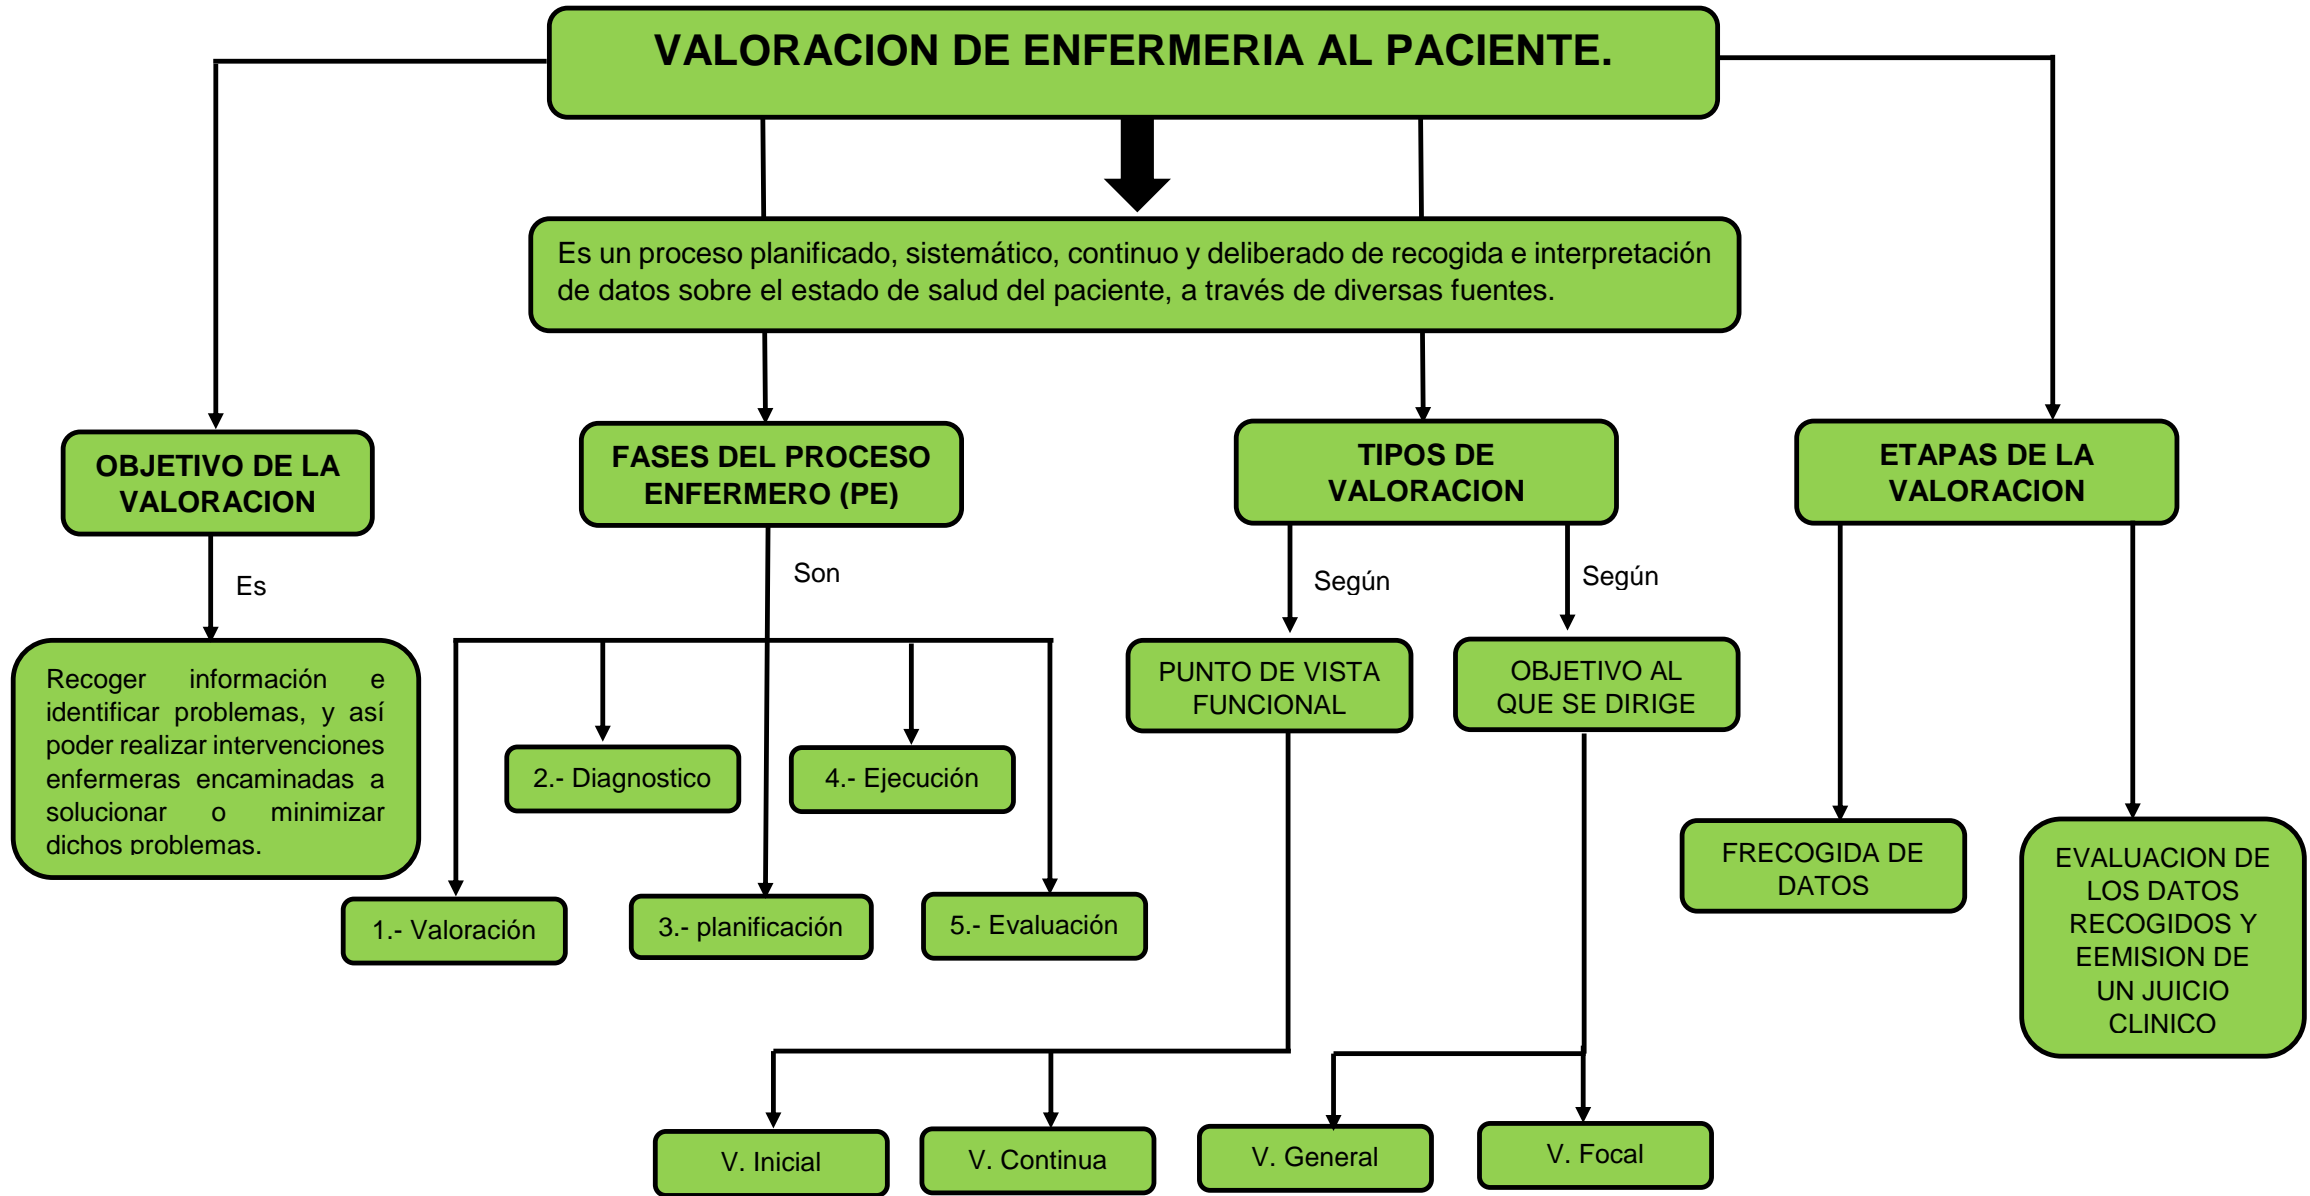 VALORACION DE ENFERMERIA AL PACIENTE.
Es un proceso planificado, sistemático, continuo y deliberado de recogida e interpretación
de datos sobre el estado de salud del paciente, a través de diversas fuentes.
OBJETIVO DE LA
VALORACION
Es
Recoger información e
identificar problemas, y así
poder realizar intervenciones
enfermeras encaminadas a
solucionar o minimizar
dichos problemas.
FASES DEL PROCESO
ENFERMERO (PE)
Son
1.- Valoración
2.- Diagnostico
3.- planificación
4.- Ejecución
5.- Evaluación
TIPOS DE
VALORACION
Según
PUNTO DE VISTA
FUNCIONAL
V. Inicial
V. Continua
Según
OBJETIVO AL
QUE SE DIRIGE
V. General
V. Focal
ETAPAS DE LA
VALORACION
FRECOGIDA DE
DATOS
EVALUACION DE
LOS DATOS
RECOGIDOS Y
EEMISION DE
UN JUICIO
CLINICO